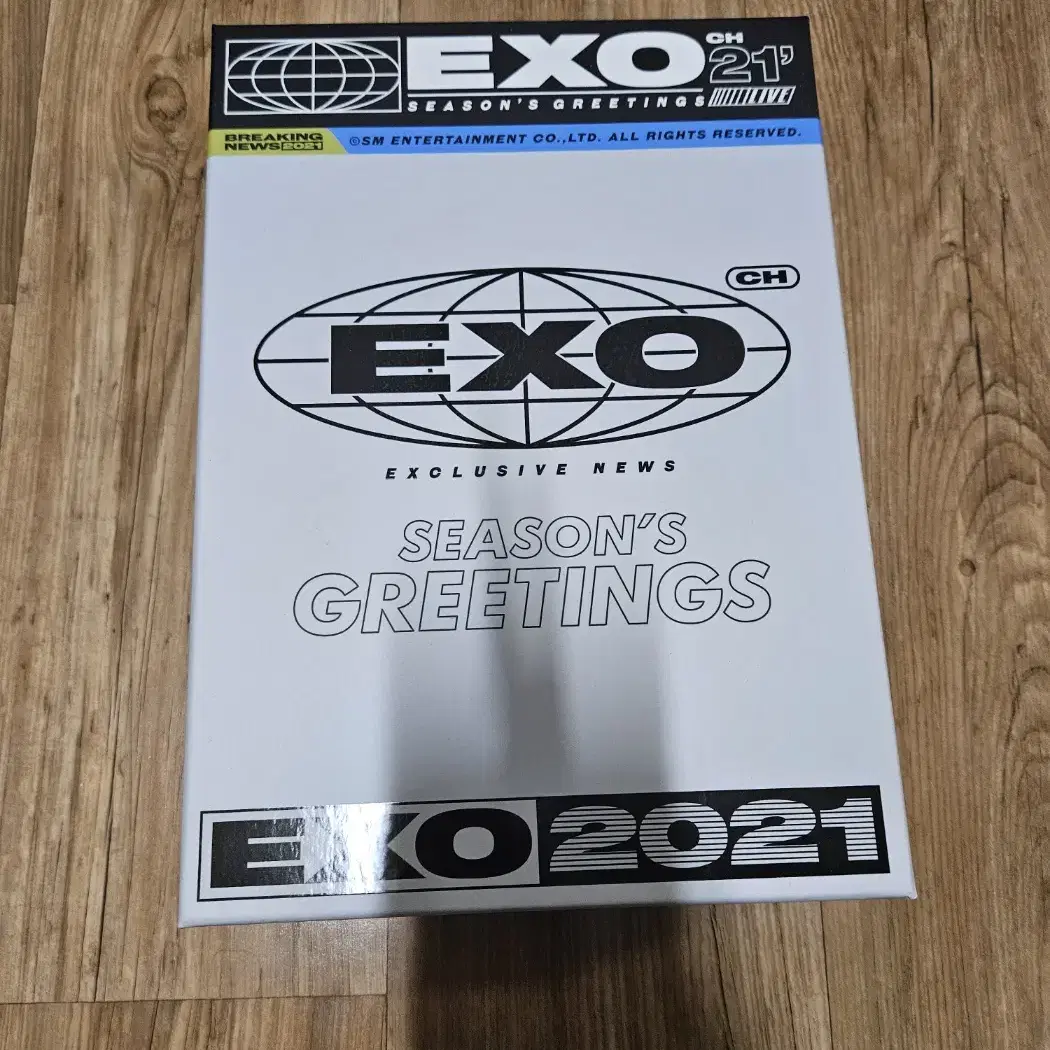 EXO CH 21'
SEASON'S GREETINGS LIVE
BREAKING NEWS 2021
©SM ENTERTAINMENT CO.,LTD. ALL RIGHTS RESERVED.
CH
EXO
EXCLUSIVE NEWS
SEASON'S
GREETINGS
EXO 2021